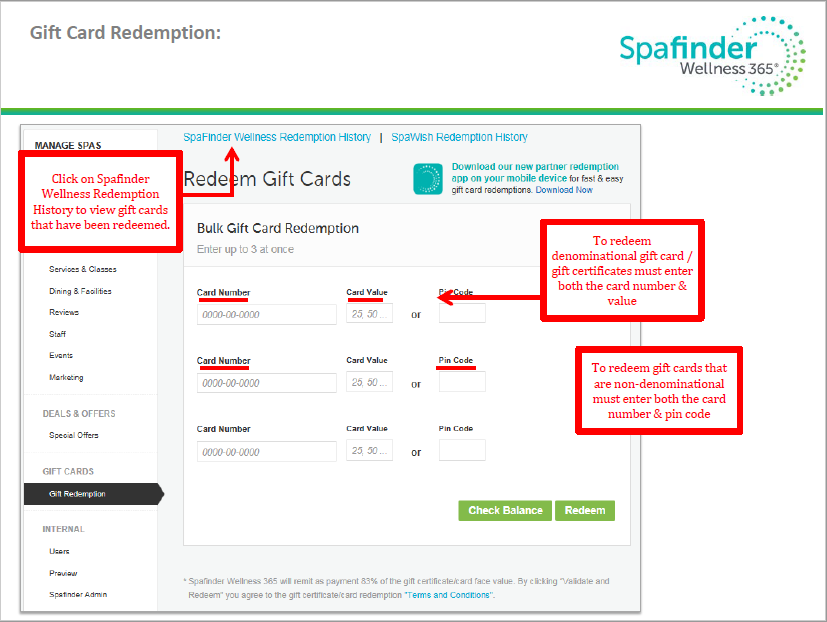 Gift Card Redemption:
Spafinder
Wellness 365®
MANAGE SPAS
SpaFinder Wellness Redemption History | SpaWish Redemption History
Click on Spafinder
Wellness Redemption
History to view gift cards
that have been redeemed.
Redeem Gift Cards
Download our new partner redemption
app on your mobile device for fast & easy
gift card redemptions. Download Now
Bulk Gift Card Redemption
Enter up to 3 at once
To redeem
denominational gift card /
gift certificates must enter
both the card number &
value
Services & Classes
Dining & Facilities
Reviews
Staff
Events
Marketing
DEALS & OFFERS
Special Offers
GIFT CARDS
Gift Redemption
INTERNAL
Users
Preview
Spafinder Admin
Card Number Card Value Pin Code
0000-00-0000 25, 50 ... or
Card Number Card Value Pin Code
0000-00-0000 25, 50 ... or
Card Number Card Value Pin Code
0000-00-0000 25, 50 ... or
To redeem gift cards that
are non-denominational
must enter both the card
number & pin code
Check Balance Redeem
* Spafinder Wellness 365 will remit as payment 83% of the gift certificate/card face value. By clicking "Validate and
Redeem" you agree to the gift certificate/card redemption "Terms and Conditions".